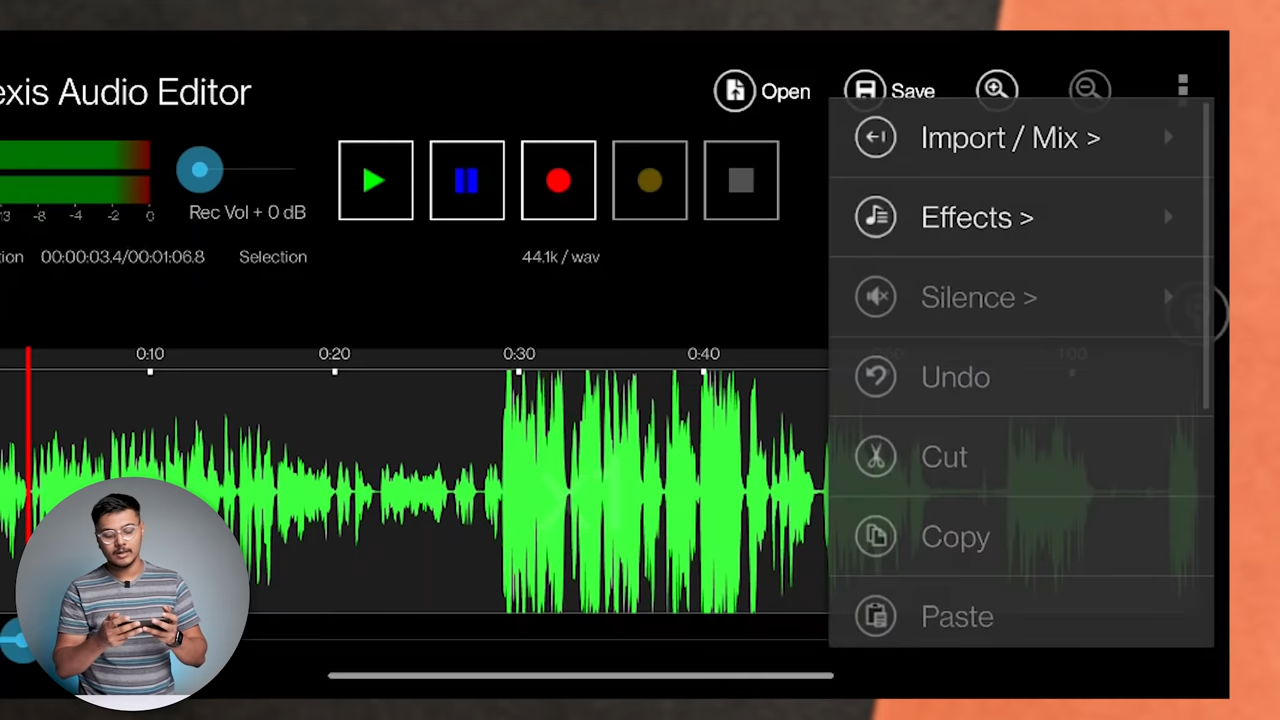 exis Audio Editor
Open
Save
-8 -4 -2 0
Rec Vol + 0 dB
00:00:03.4/00:01:06.8
Selection
44.1k / wav
0:10
0:20
0:30
0:40
Import / Mix >
Effects >
Silence >
Undo
Cut
Copy
Paste